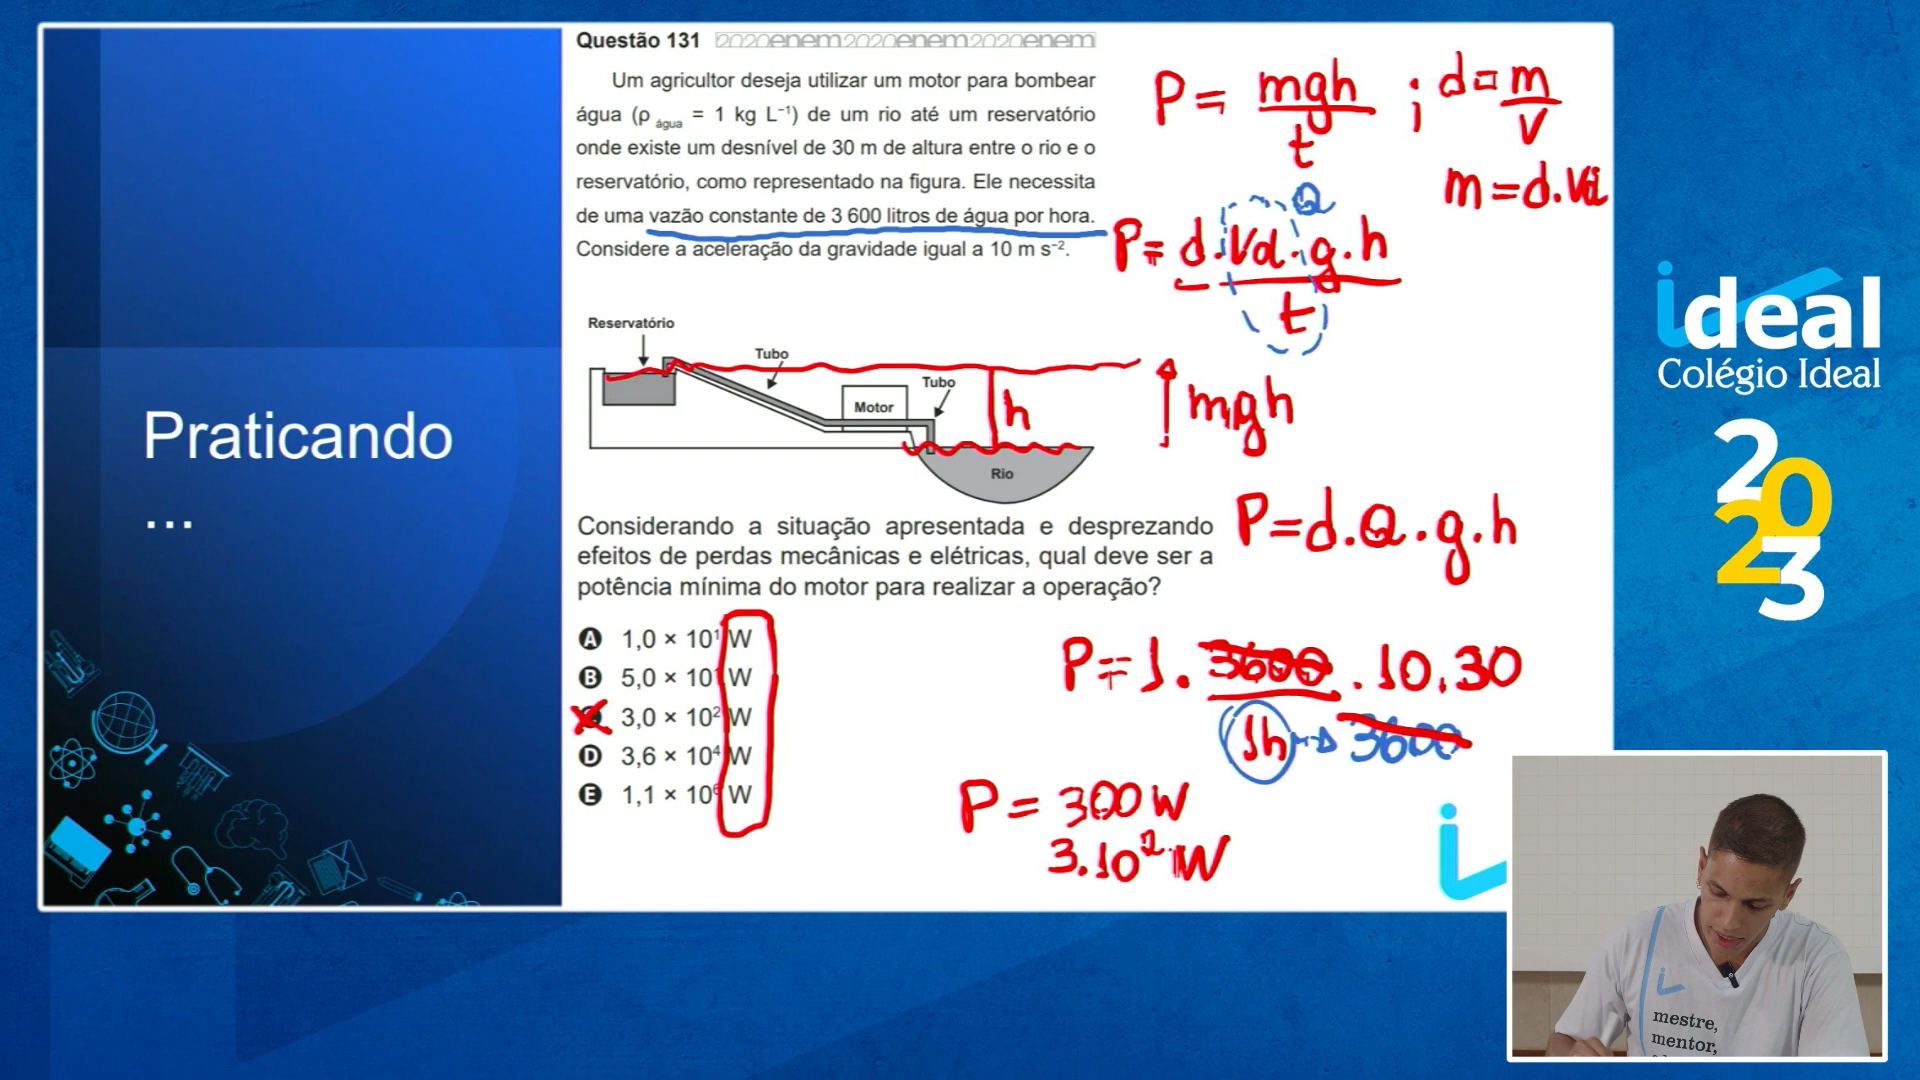 Praticando
...
Questão 131 2020enem2020enem2020enem
Um agricultor deseja utilizar um motor para bombear
água (ρ água = 1 kg L⁻¹) de um rio até um reservatório
onde existe um desnível de 30 m de altura entre o rio e o
reservatório, como representado na figura. Ele necessita
de uma vazão constante de 3 600 litros de água por hora.
Considere a aceleração da gravidade igual a 10 m s⁻².
Reservatório
Tubo
Tubo
Motor
h
Rio
Considerando a situação apresentada e desprezando
efeitos de perdas mecânicas e elétricas, qual deve ser a
potência mínima do motor para realizar a operação?
A 1,0 × 10¹ W
B 5,0 × 10¹ W
3,0 × 10² W
D 3,6 × 10⁴ W
E 1,1 × 10⁶ W
P = mgh / t ; d = m / V
m = d.Vol
Q
P = d.Vol.g.h / t
mgh
P = d.Q.g.h
P = 1.3600.10.30
1h → 3600
P = 300 W
3.10² W
ideal
Colégio Ideal
2023
mestre,
mentor,